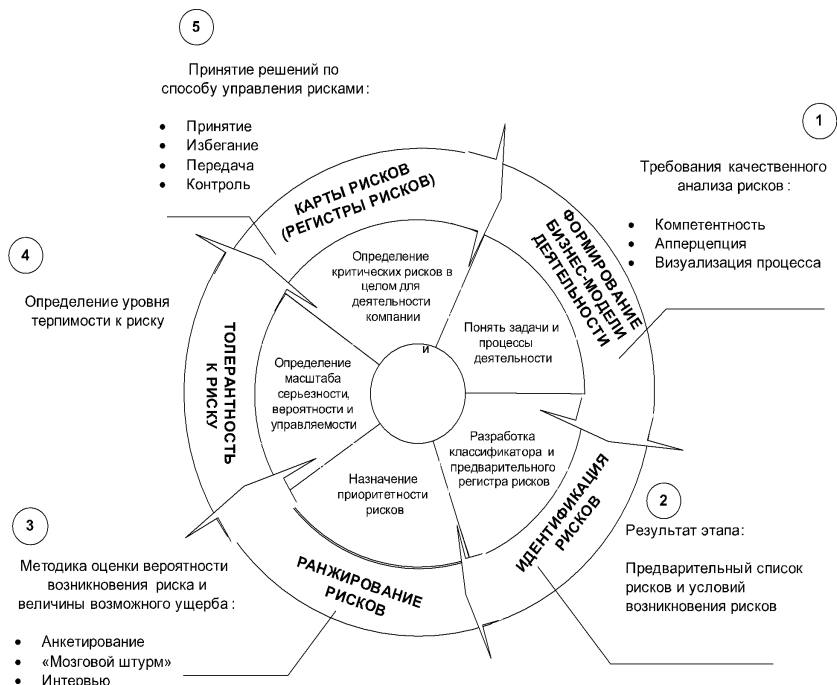 5
Принятие решений по
способу управления рисками:
• Принятие
• Избегание
• Передача
• Контроль
1
Требования качественного
анализа рисков:
• Компетентность
• Апперцепция
• Визуализация процесса
КАРТЫ РИСКОВ
(РЕГИСТРЫ РИСКОВ)
ФОРМИРОВАНИЕ
БИЗНЕС-МОДЕЛИ
ДЕЯТЕЛЬНОСТИ
4
Определение уровня
терпимости к риску
ТОЛЕРАНТНОСТЬ
К РИСКУ
Определение
критических рисков в
целом для
деятельности
компании
Понять задачи и
процессы
деятельности
и
Определение
масштаба
серьезности,
вероятности и
управляемости
Разработка
классификатора и
предварительного
регистра рисков
Назначение
приоритетности
рисков
ИДЕНТИФИКАЦИЯ
РИСКОВ
2
Результат этапа:
Предварительный список
рисков и условий
возникновения рисков
РАНЖИРОВАНИЕ
РИСКОВ
3
Методика оценки вероятности
возникновения риска и
величины возможного ущерба:
• Анкетирование
• «Мозговой штурм»
• Интервью